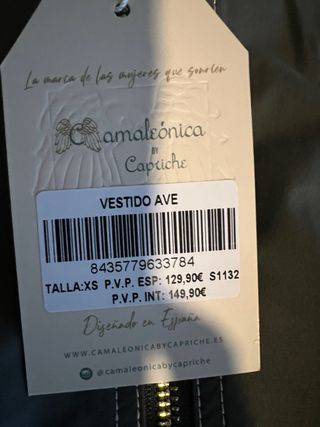 La marca de las mujeres que sonríen
Camaleónica
BY
Capriche
VESTIDO AVE
8435779633784
TALLA:XS P.V.P. ESP: 129,90€ S1132
P.V.P. INT: 149,90€
Diseñado en España
WWW.CAMALEONICABYCAPRICHE.ES
@camaleonicabycapriche